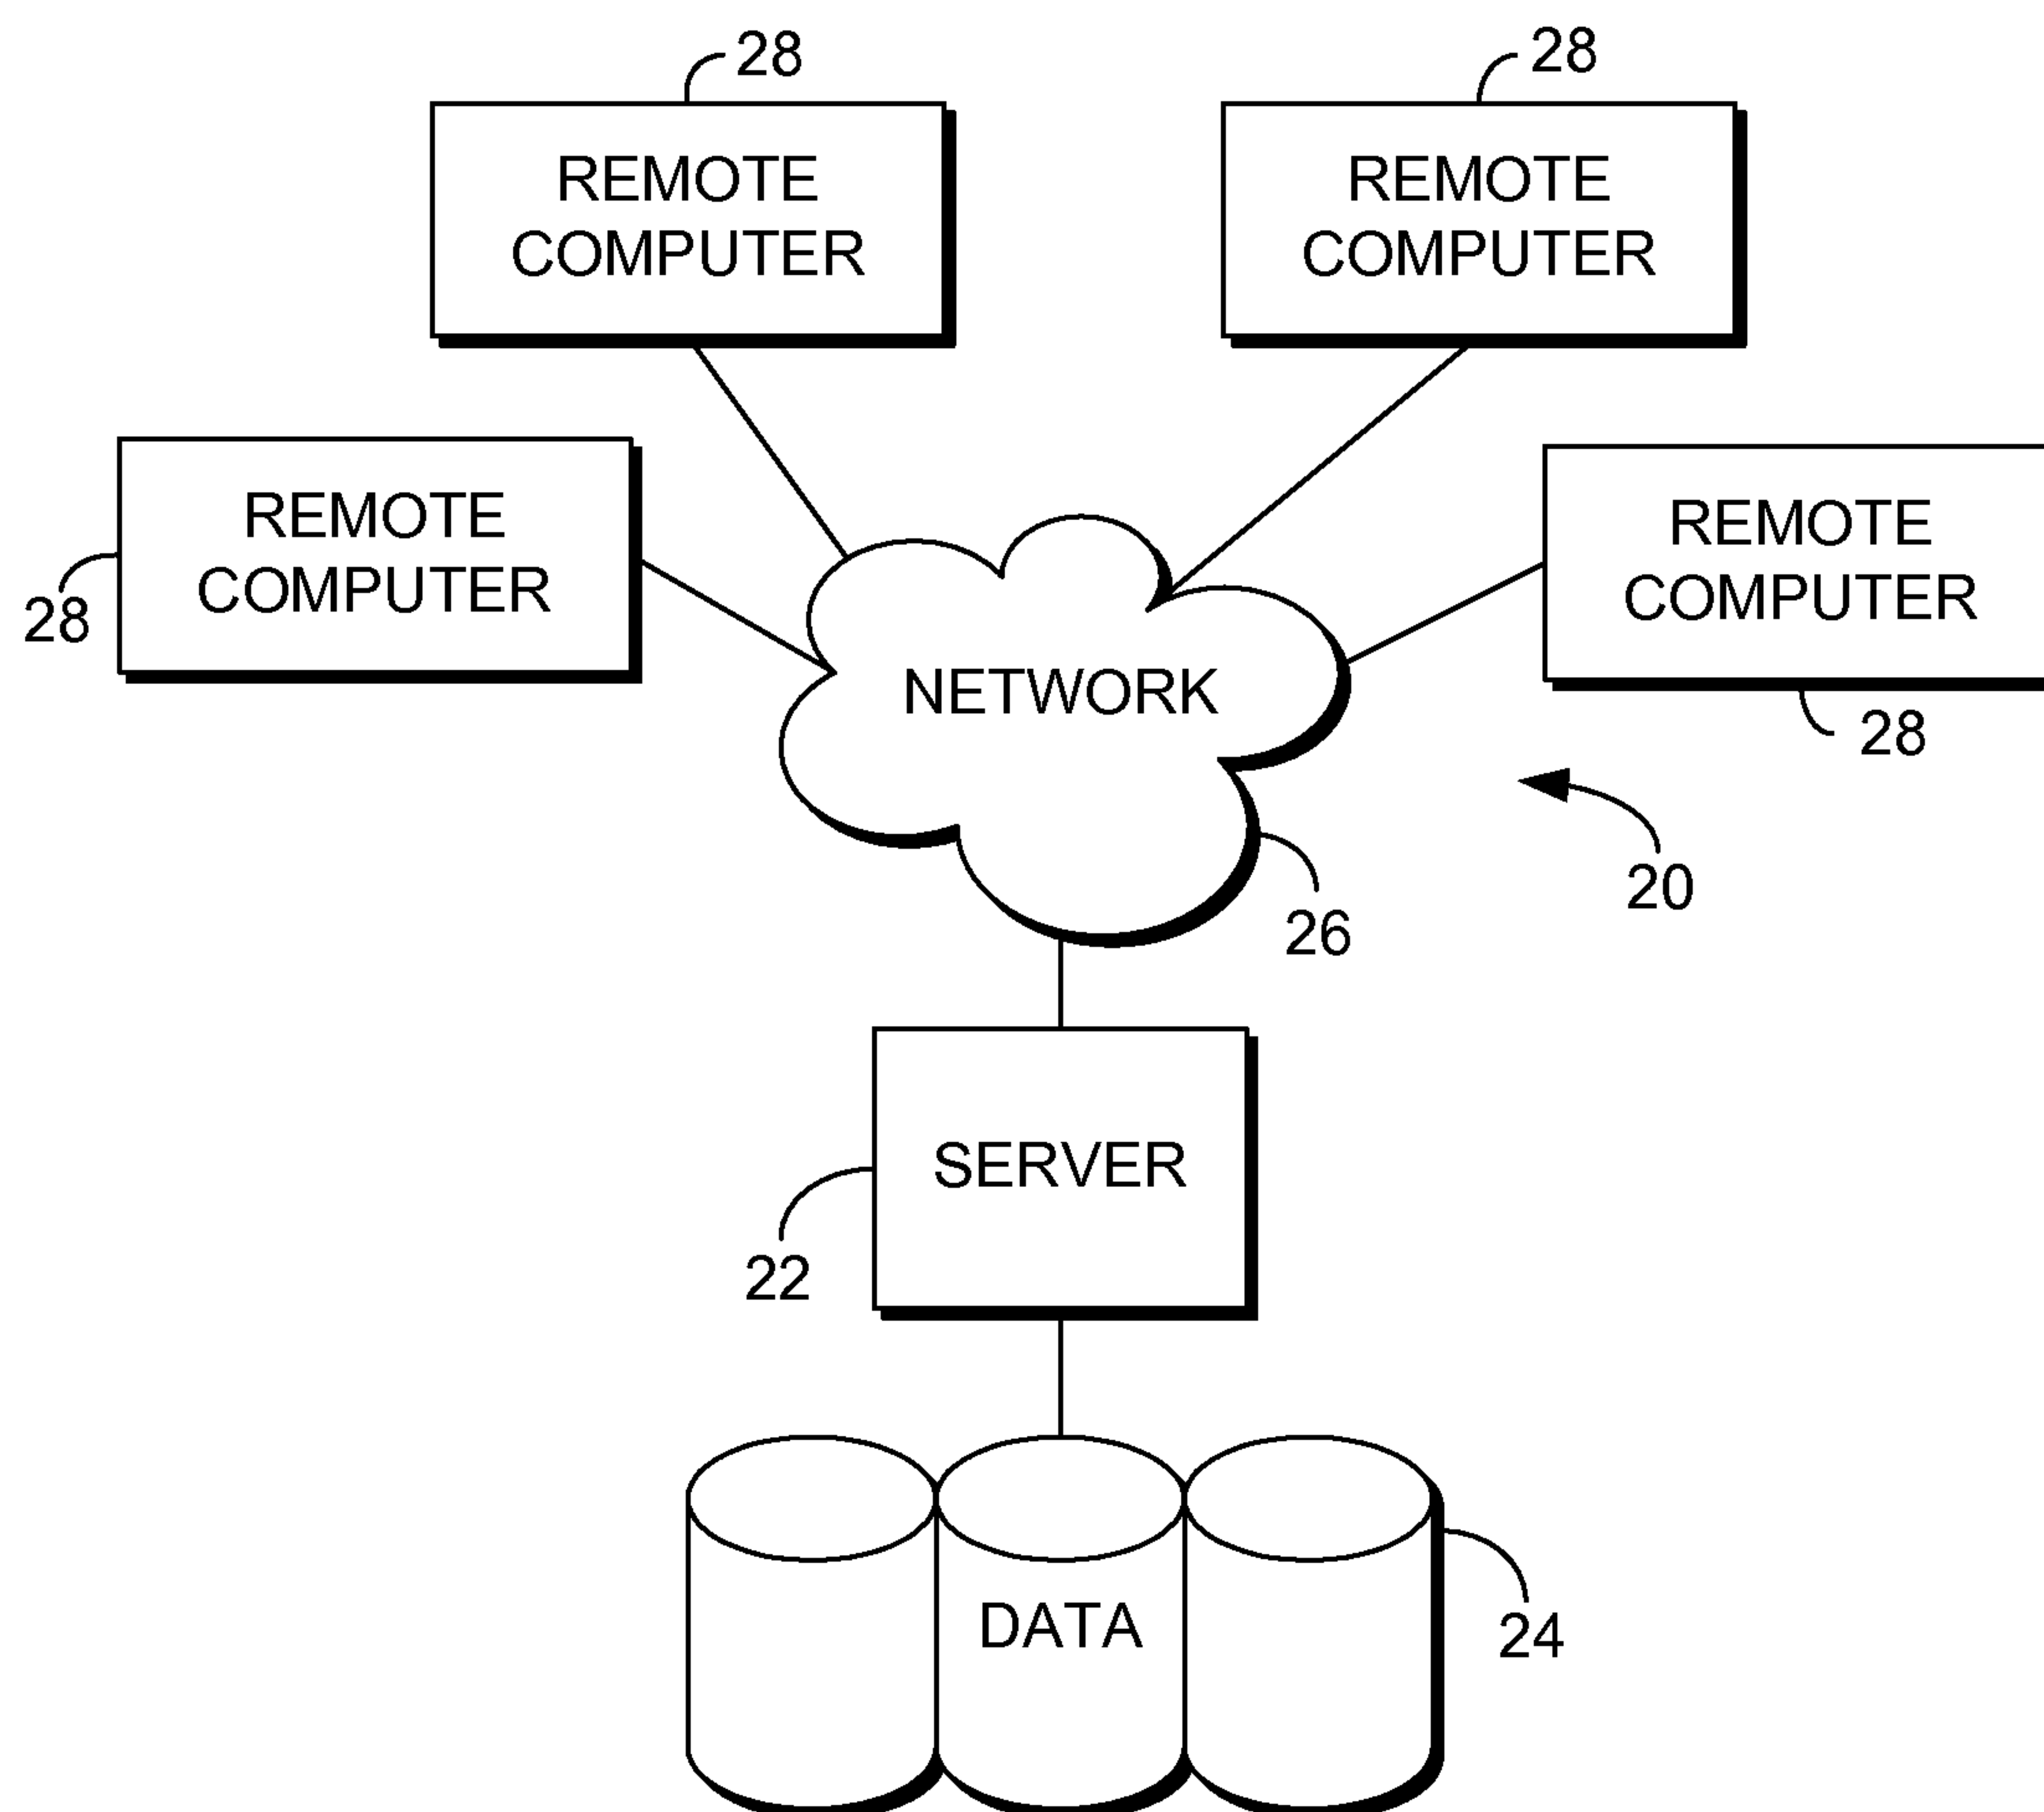 28
28
REMOTE
COMPUTER
REMOTE
COMPUTER
REMOTE
COMPUTER
28
REMOTE
COMPUTER
28
NETWORK
20
26
SERVER
22
DATA
24